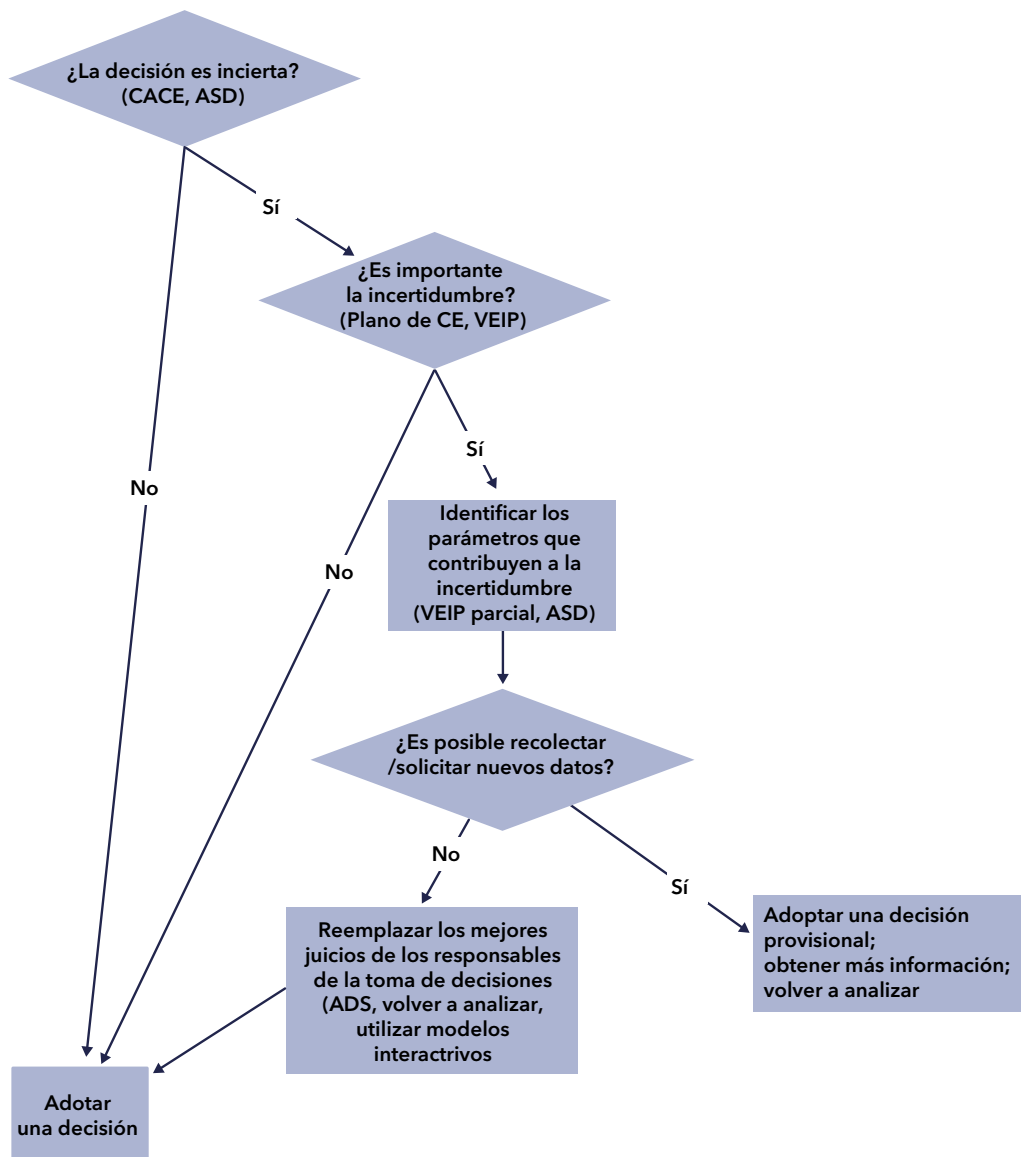 ¿La decisión es incierta?
(CACE, ASD)
Sí
¿Es importante
la incertidumbre?
(Plano de CE, VEIP)
Sí
No
Identificar los
parámetros que
contribuyen a la
incertidumbre
(VEIP parcial, ASD)
No
¿Es posible recolectar
/solicitar nuevos datos?
No
Sí
Adoptar una decisión
provisional;
obtener más información;
volver a analizar
Reemplazar los mejores
juicios de los responsables
de la toma de decisiones
(ADS, volver a analizar,
utilizar modelos
interactrivos
Adotar
una decisión